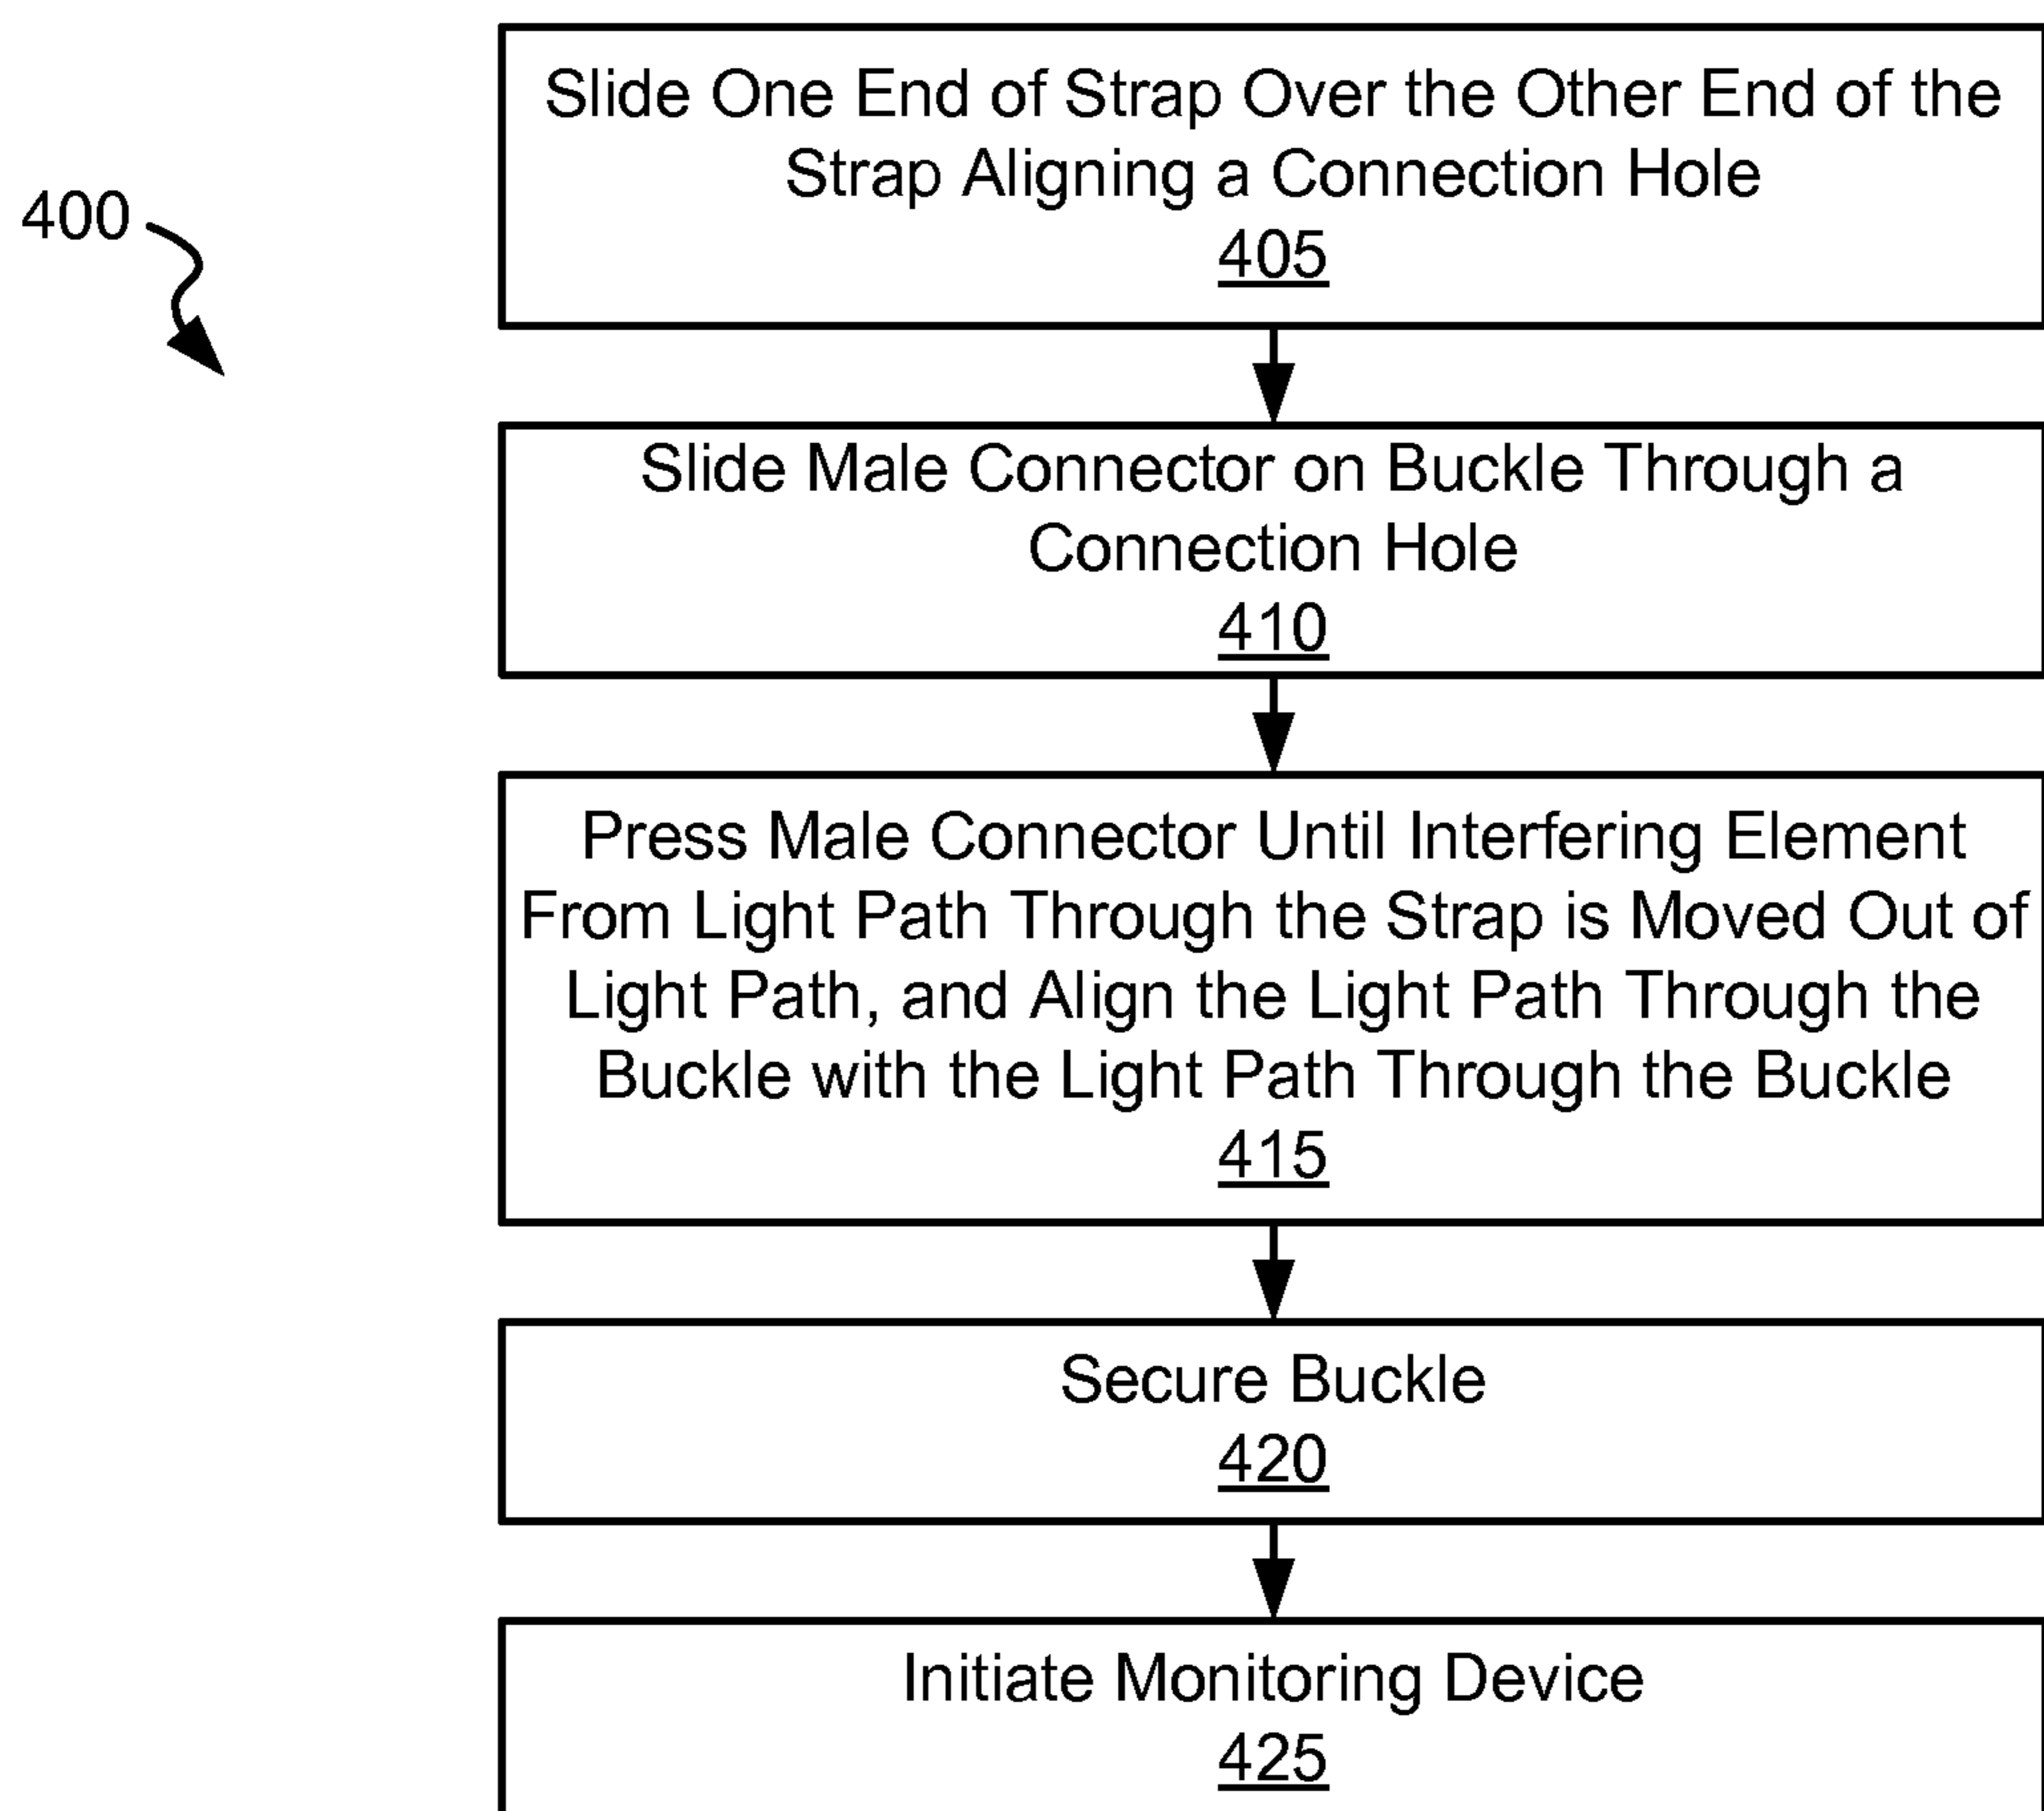 400
Slide One End of Strap Over the Other End of the
Strap Aligning a Connection Hole
405
Slide Male Connector on Buckle Through a
Connection Hole
410
Press Male Connector Until Interfering Element
From Light Path Through the Strap is Moved Out of
Light Path, and Align the Light Path Through the
Buckle with the Light Path Through the Buckle
415
Secure Buckle
420
Initiate Monitoring Device
425